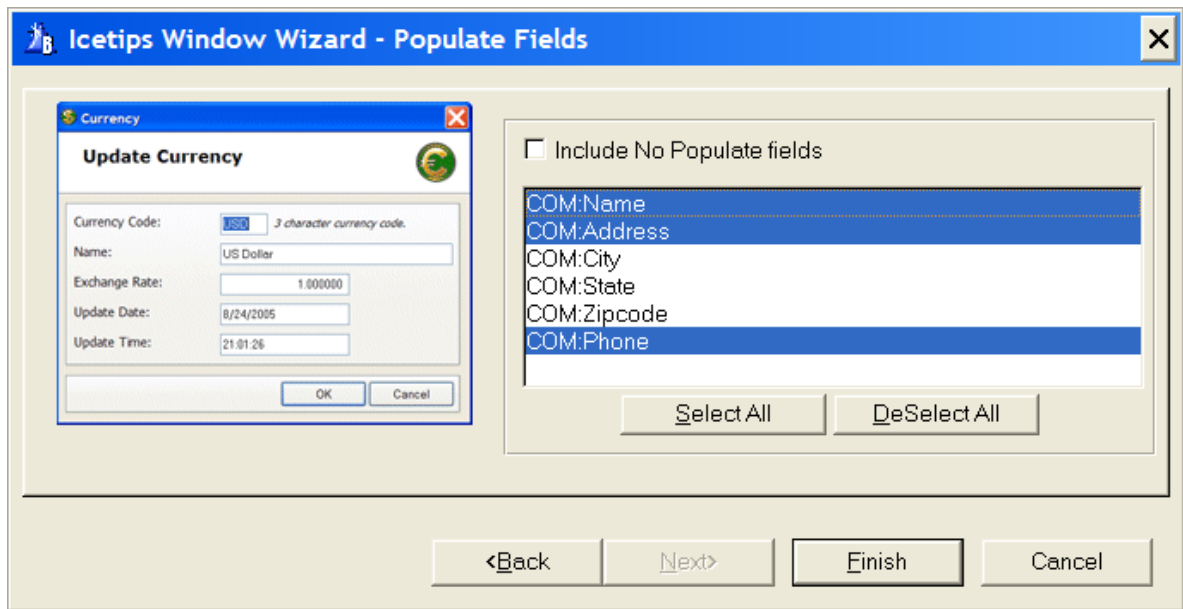 Icetips Window Wizard - Populate Fields
Currency
Update Currency
Currency Code: USD 3 character currency code.
Name: US Dollar
Exchange Rate: 1.000000
Update Date: 8/24/2005
Update Time: 21:01:26
OK Cancel
Include No Populate fields
COM:Name
COM:Address
COM:City
COM:State
COM:Zipcode
COM:Phone
Select All DeSelect All
<Back Next> Finish Cancel